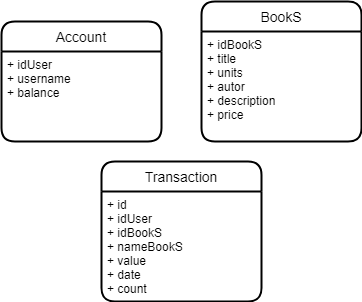 Account
+ idUser
+ username
+ balance
BookS
+ idBookS
+ title
+ units
+ autor
+ description
+ price
Transaction
+ id
+ idUser
+ idBookS
+ nameBookS
+ value
+ date
+ count